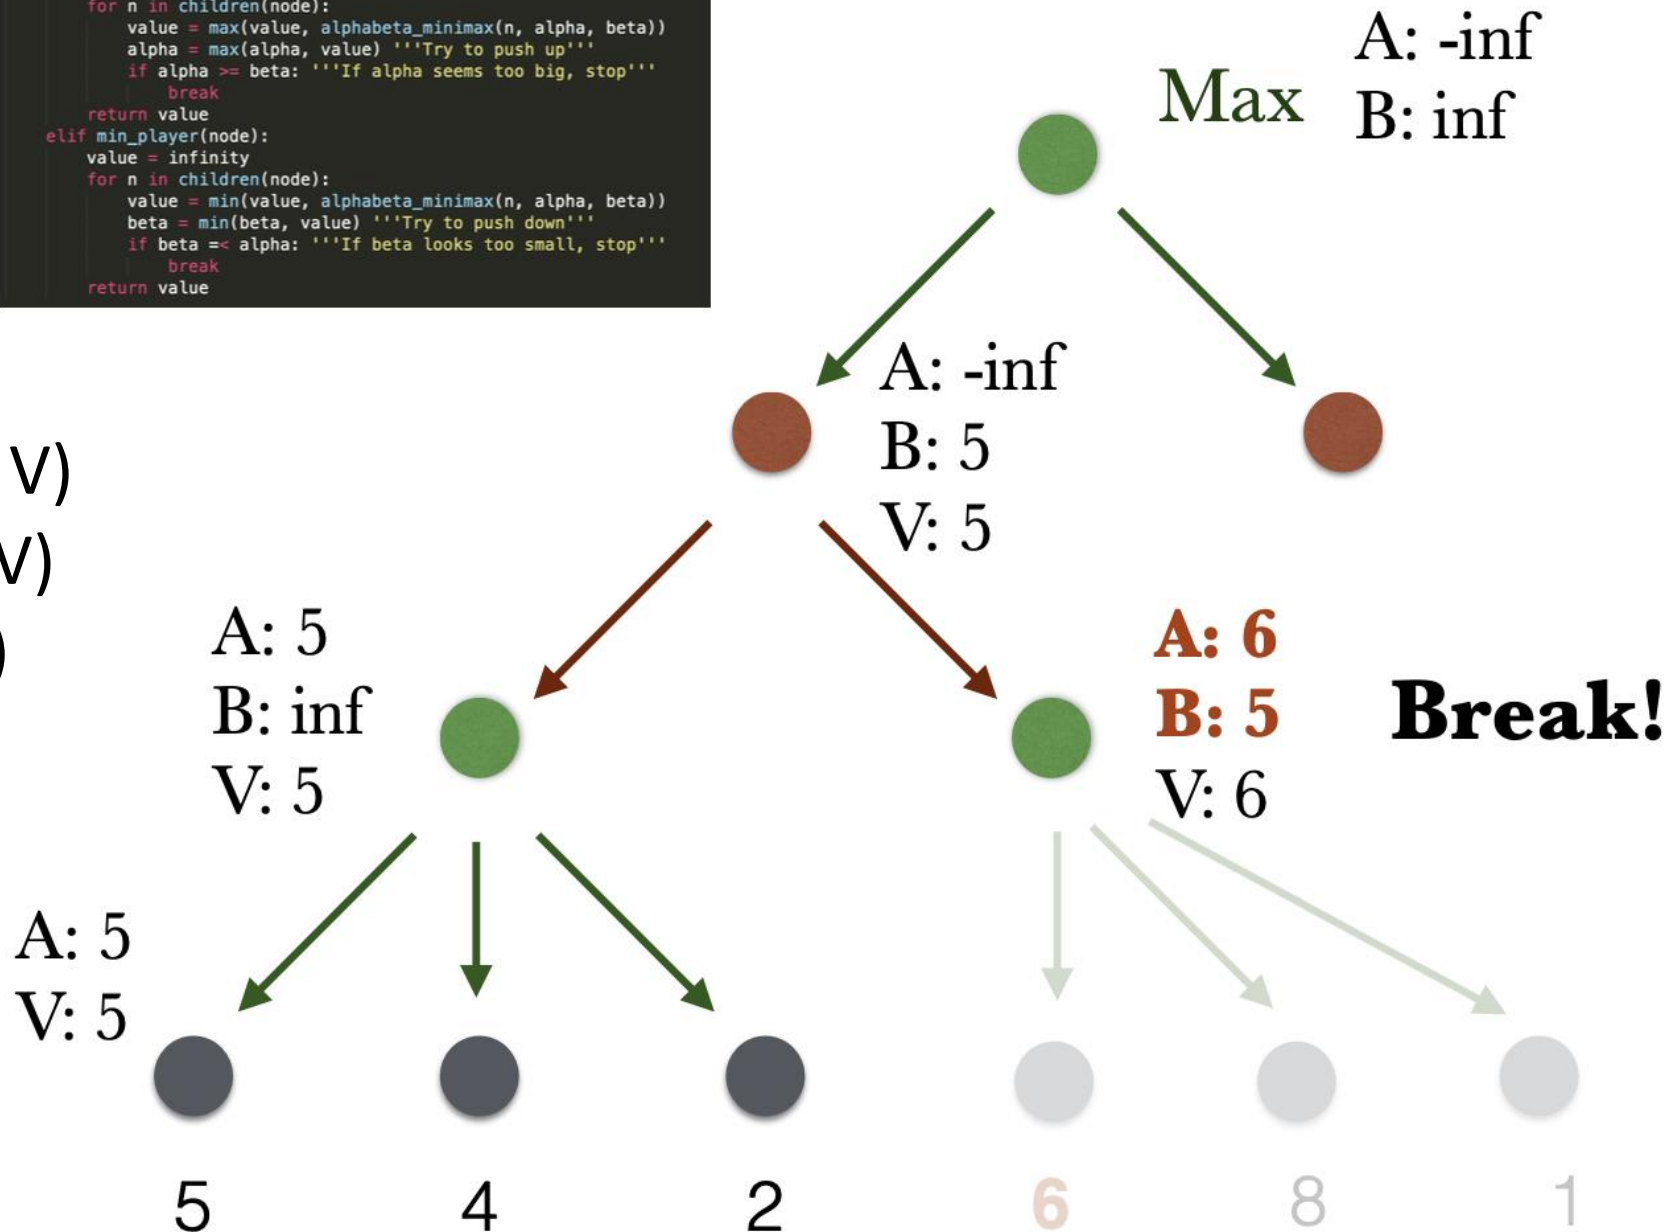 for n in children(node):
value = max(value, alphabeta_minimax(n, alpha, beta))
alpha = max(alpha, value) '''Try to push up'''
if alpha >= beta: '''If alpha seems too big, stop'''
break
return value
elif min_player(node):
value = infinity
for n in children(node):
value = min(value, alphabeta_minimax(n, alpha, beta))
beta = min(beta, value) '''Try to push down'''
if beta =< alpha: '''If beta looks too small, stop'''
break
return value
Max
A: -inf
B: inf
A: -inf
B: 5
V: 5
V)
V)
)
A: 5
B: inf
V: 5
A: 6
B: 5
V: 6
Break!
A: 5
V: 5
5 4 2 6 8 1